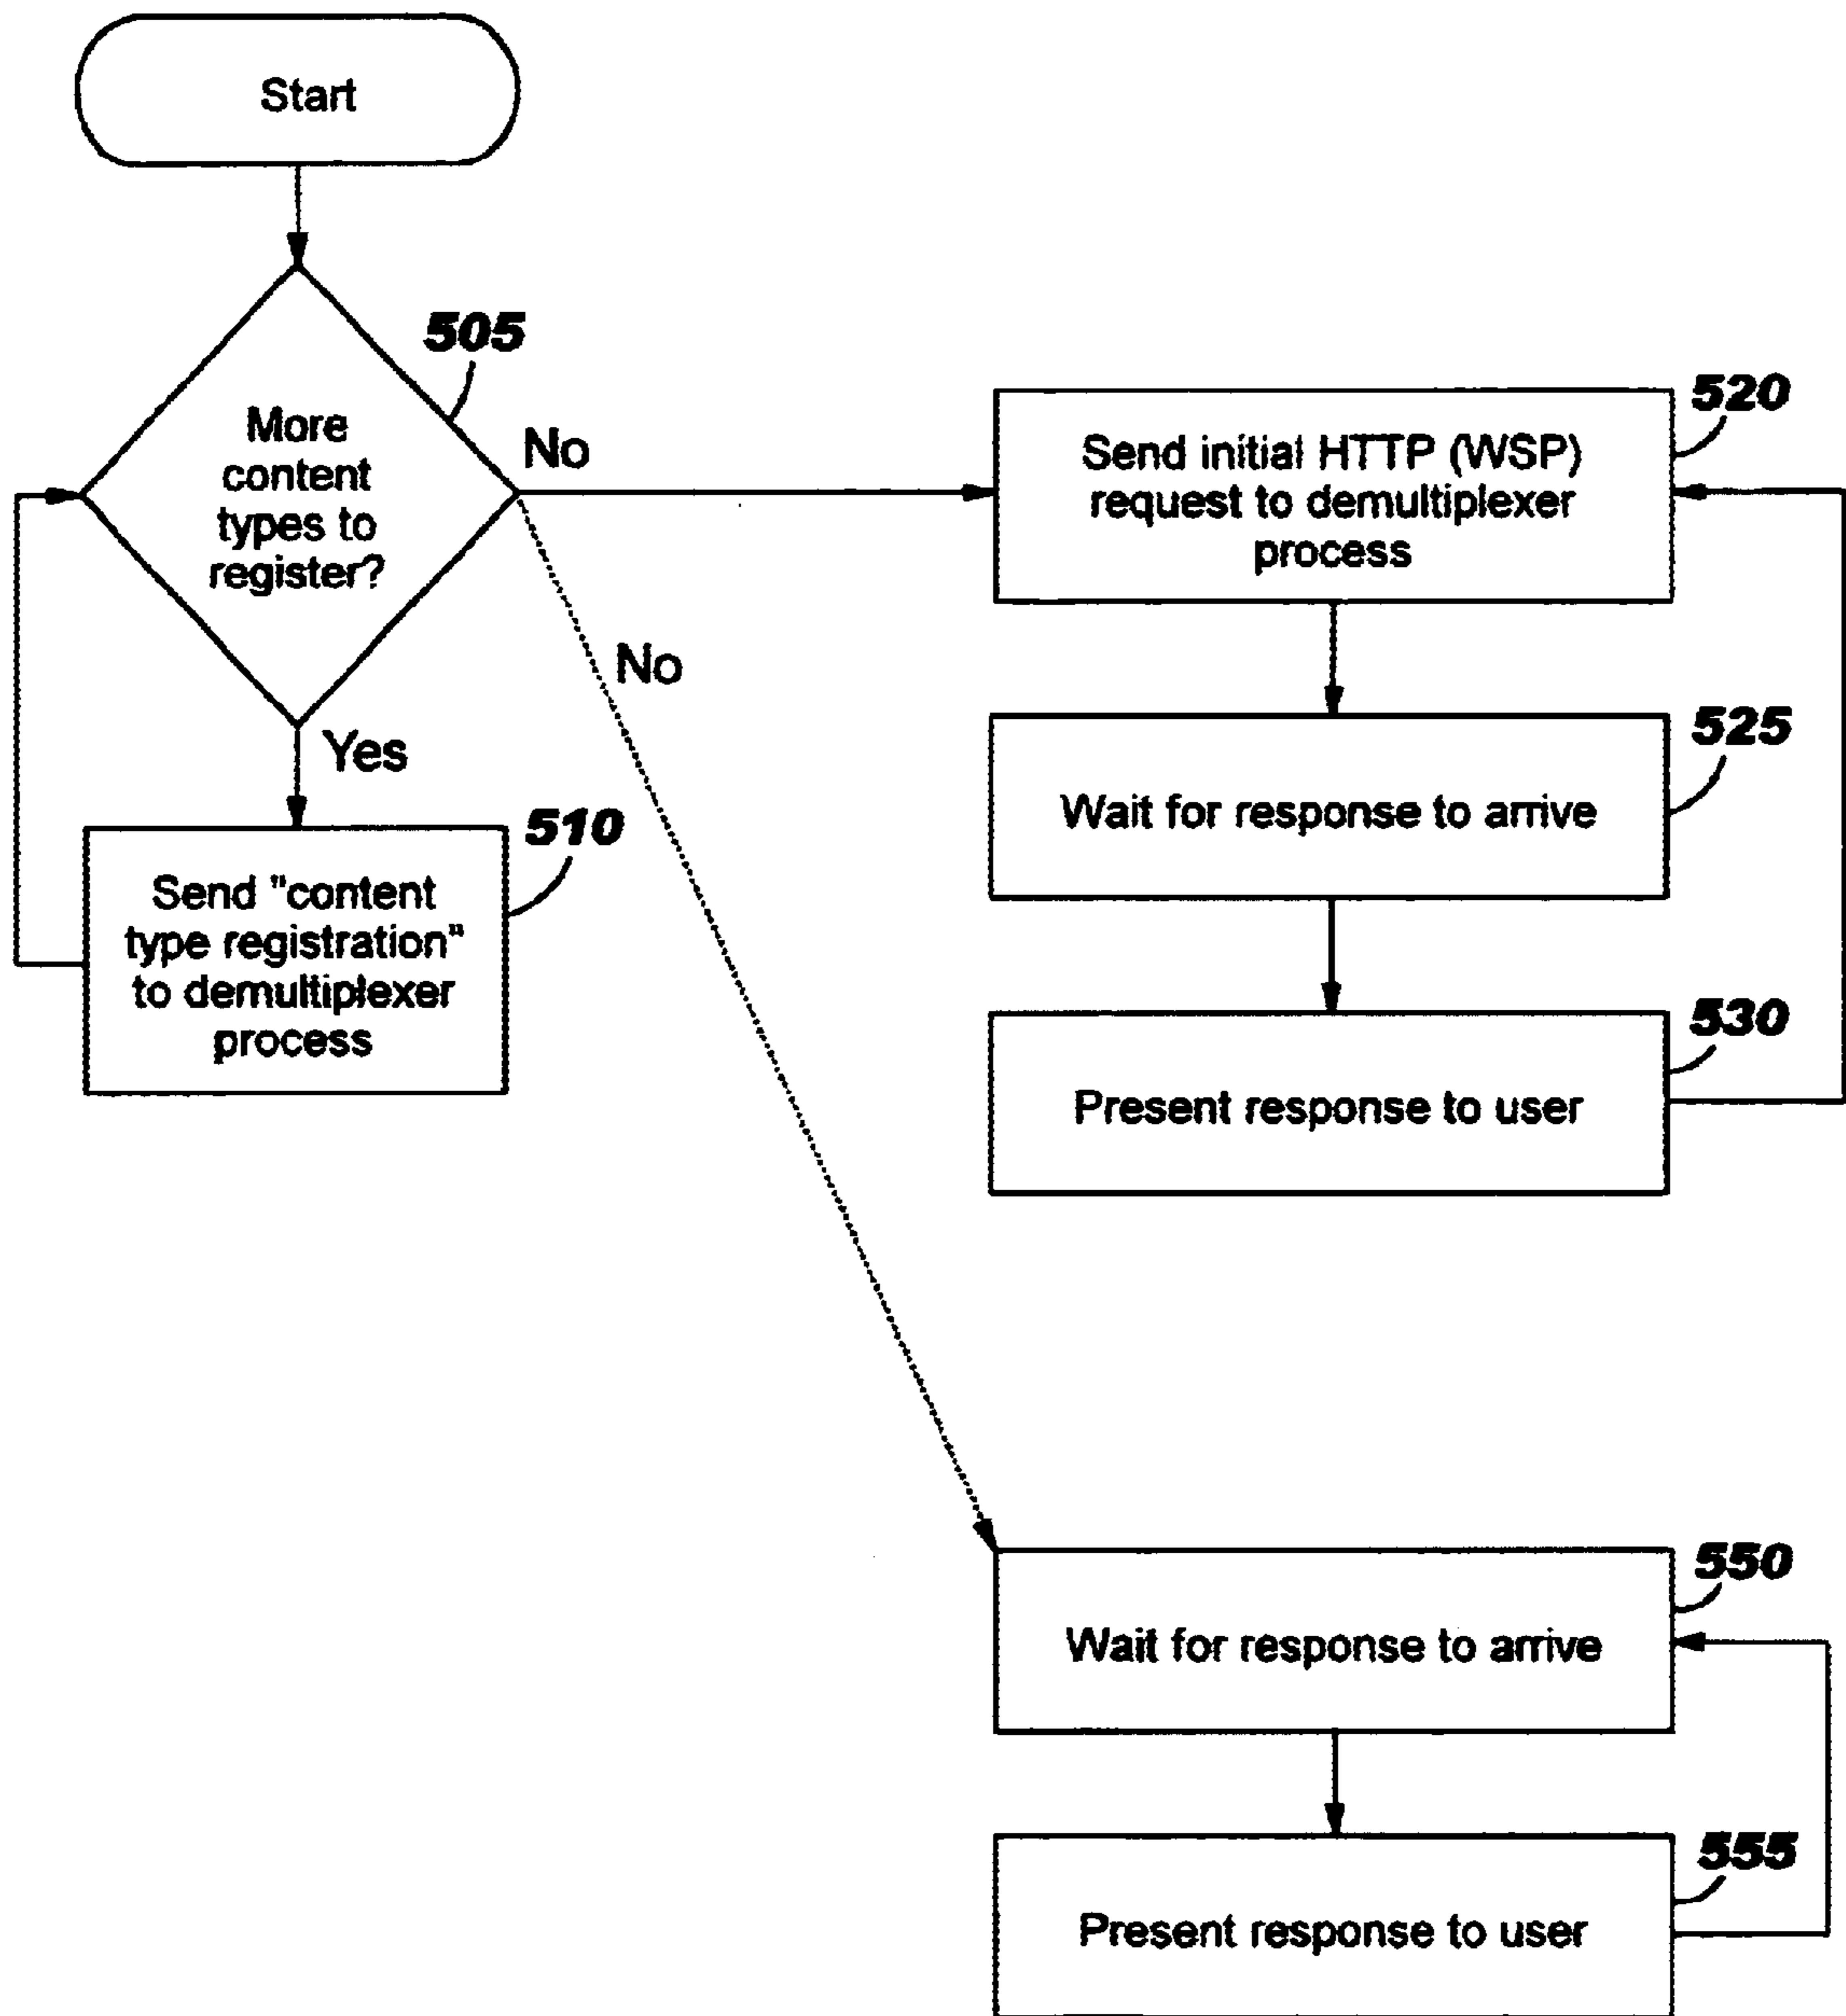 Start
505
More
content
types to
register?
No
No
Yes
510
Send "content
type registration"
to demultiplexer
process
520
Send initial HTTP (WSP)
request to demultiplexer
process
525
Wait for response to arrive
530
Present response to user
550
Wait for response to arrive
555
Present response to user